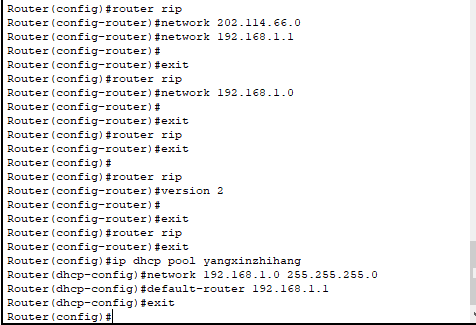 Router(config)#router rip
Router(config-router)#network 202.114.66.0
Router(config-router)#network 192.168.1.1
Router(config-router)#
Router(config-router)#exit
Router(config)#router rip
Router(config-router)#network 192.168.1.0
Router(config-router)#
Router(config-router)#exit
Router(config)#router rip
Router(config-router)#exit
Router(config)#
Router(config)#router rip
Router(config-router)#version 2
Router(config-router)#
Router(config-router)#exit
Router(config)#router rip
Router(config-router)#exit
Router(config)#ip dhcp pool yangxinzhihang
Router(dhcp-config)#network 192.168.1.0 255.255.255.0
Router(dhcp-config)#default-router 192.168.1.1
Router(dhcp-config)#exit
Router(config)#